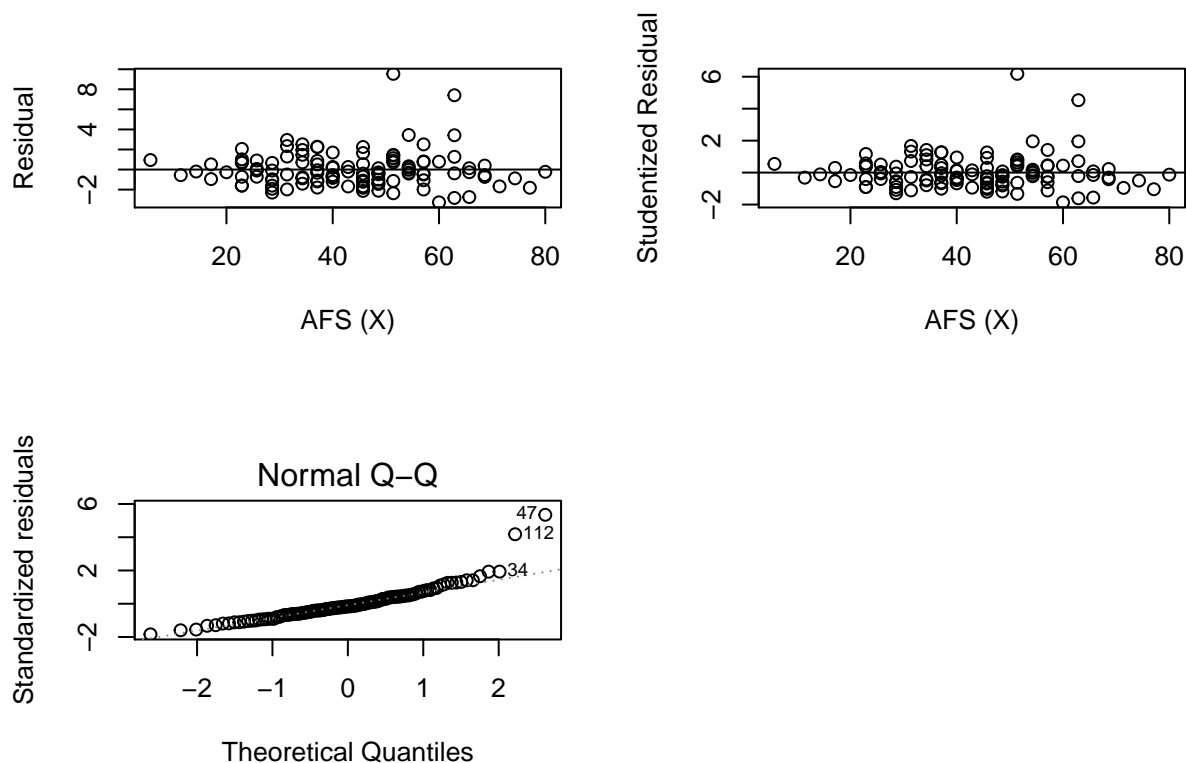 Residual
8
4
−2
20 40 60 80
AFS (X)
Studentized Residual
6
2
−2
20 40 60 80
AFS (X)
Normal Q−Q
Standardized residuals
6
2
−2
47
112
34
−2 −1 0 1 2
Theoretical Quantiles